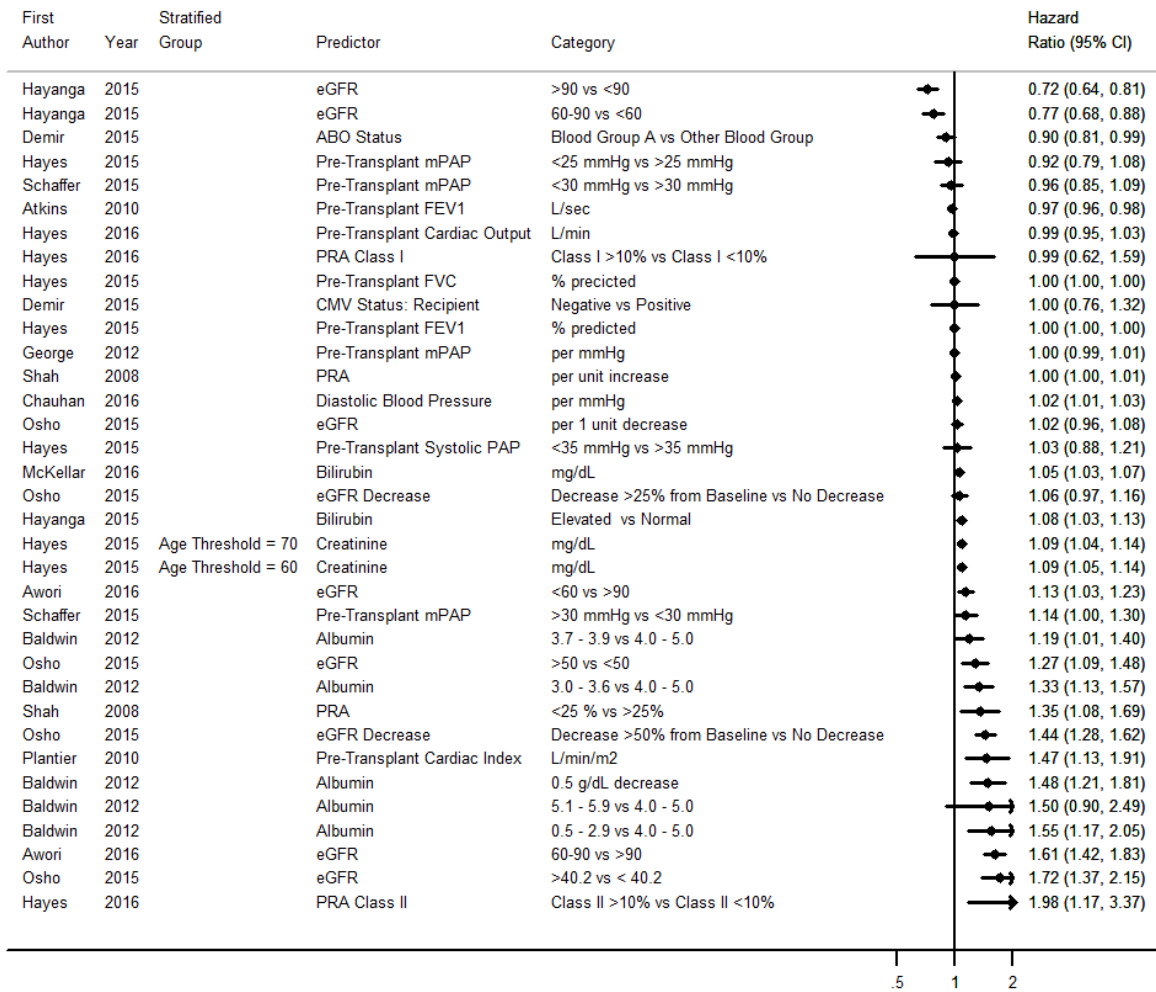 First Stratified Hazard
Author Year Group Predictor Category Ratio (95% CI)
Hayanga 2015 eGFR >90 vs <90 0.72 (0.64, 0.81)
Hayanga 2015 eGFR 60-90 vs <60 0.77 (0.68, 0.88)
Demir 2015 ABO Status Blood Group A vs Other Blood Group 0.90 (0.81, 0.99)
Hayes 2015 Pre-Transplant mPAP <25 mmHg vs >25 mmHg 0.92 (0.79, 1.08)
Schaffer 2015 Pre-Transplant mPAP <30 mmHg vs >30 mmHg 0.96 (0.85, 1.09)
Atkins 2010 Pre-Transplant FEV1 L/sec 0.97 (0.96, 0.98)
Hayes 2016 Pre-Transplant Cardiac Output L/min 0.99 (0.95, 1.03)
Hayes 2016 PRA Class I Class I >10% vs Class I <10% 0.99 (0.62, 1.59)
Hayes 2015 Pre-Transplant FVC % precicted 1.00 (1.00, 1.00)
Demir 2015 CMV Status: Recipient Negative vs Positive 1.00 (0.76, 1.32)
Hayes 2015 Pre-Transplant FEV1 % predicted 1.00 (1.00, 1.00)
George 2012 Pre-Transplant mPAP per mmHg 1.00 (0.99, 1.01)
Shah 2008 PRA per unit increase 1.00 (1.00, 1.01)
Chauhan 2016 Diastolic Blood Pressure per mmHg 1.02 (1.01, 1.03)
Osho 2015 eGFR per 1 unit decrease 1.02 (0.96, 1.08)
Hayes 2015 Pre-Transplant Systolic PAP <35 mmHg vs >35 mmHg 1.03 (0.88, 1.21)
McKellar 2016 Bilirubin mg/dL 1.05 (1.03, 1.07)
Osho 2015 eGFR Decrease Decrease >25% from Baseline vs No Decrease 1.06 (0.97, 1.16)
Hayanga 2015 Bilirubin Elevated vs Normal 1.08 (1.03, 1.13)
Hayes 2015 Age Threshold = 70 Creatinine mg/dL 1.09 (1.04, 1.14)
Hayes 2015 Age Threshold = 60 Creatinine mg/dL 1.09 (1.05, 1.14)
Awori 2016 eGFR <60 vs >90 1.13 (1.03, 1.23)
Schaffer 2015 Pre-Transplant mPAP >30 mmHg vs <30 mmHg 1.14 (1.00, 1.30)
Baldwin 2012 Albumin 3.7 - 3.9 vs 4.0 - 5.0 1.19 (1.01, 1.40)
Osho 2015 eGFR >50 vs <50 1.27 (1.09, 1.48)
Baldwin 2012 Albumin 3.0 - 3.6 vs 4.0 - 5.0 1.33 (1.13, 1.57)
Shah 2008 PRA <25 % vs >25% 1.35 (1.08, 1.69)
Osho 2015 eGFR Decrease Decrease >50% from Baseline vs No Decrease 1.44 (1.28, 1.62)
Plantier 2010 Pre-Transplant Cardiac Index L/min/m2 1.47 (1.13, 1.91)
Baldwin 2012 Albumin 0.5 g/dL decrease 1.48 (1.21, 1.81)
Baldwin 2012 Albumin 5.1 - 5.9 vs 4.0 - 5.0 1.50 (0.90, 2.49)
Baldwin 2012 Albumin 0.5 - 2.9 vs 4.0 - 5.0 1.55 (1.17, 2.05)
Awori 2016 eGFR 60-90 vs >90 1.61 (1.42, 1.83)
Osho 2015 eGFR >40.2 vs < 40.2 1.72 (1.37, 2.15)
Hayes 2016 PRA Class II Class II >10% vs Class II <10% 1.98 (1.17, 3.37)
.5 1 2